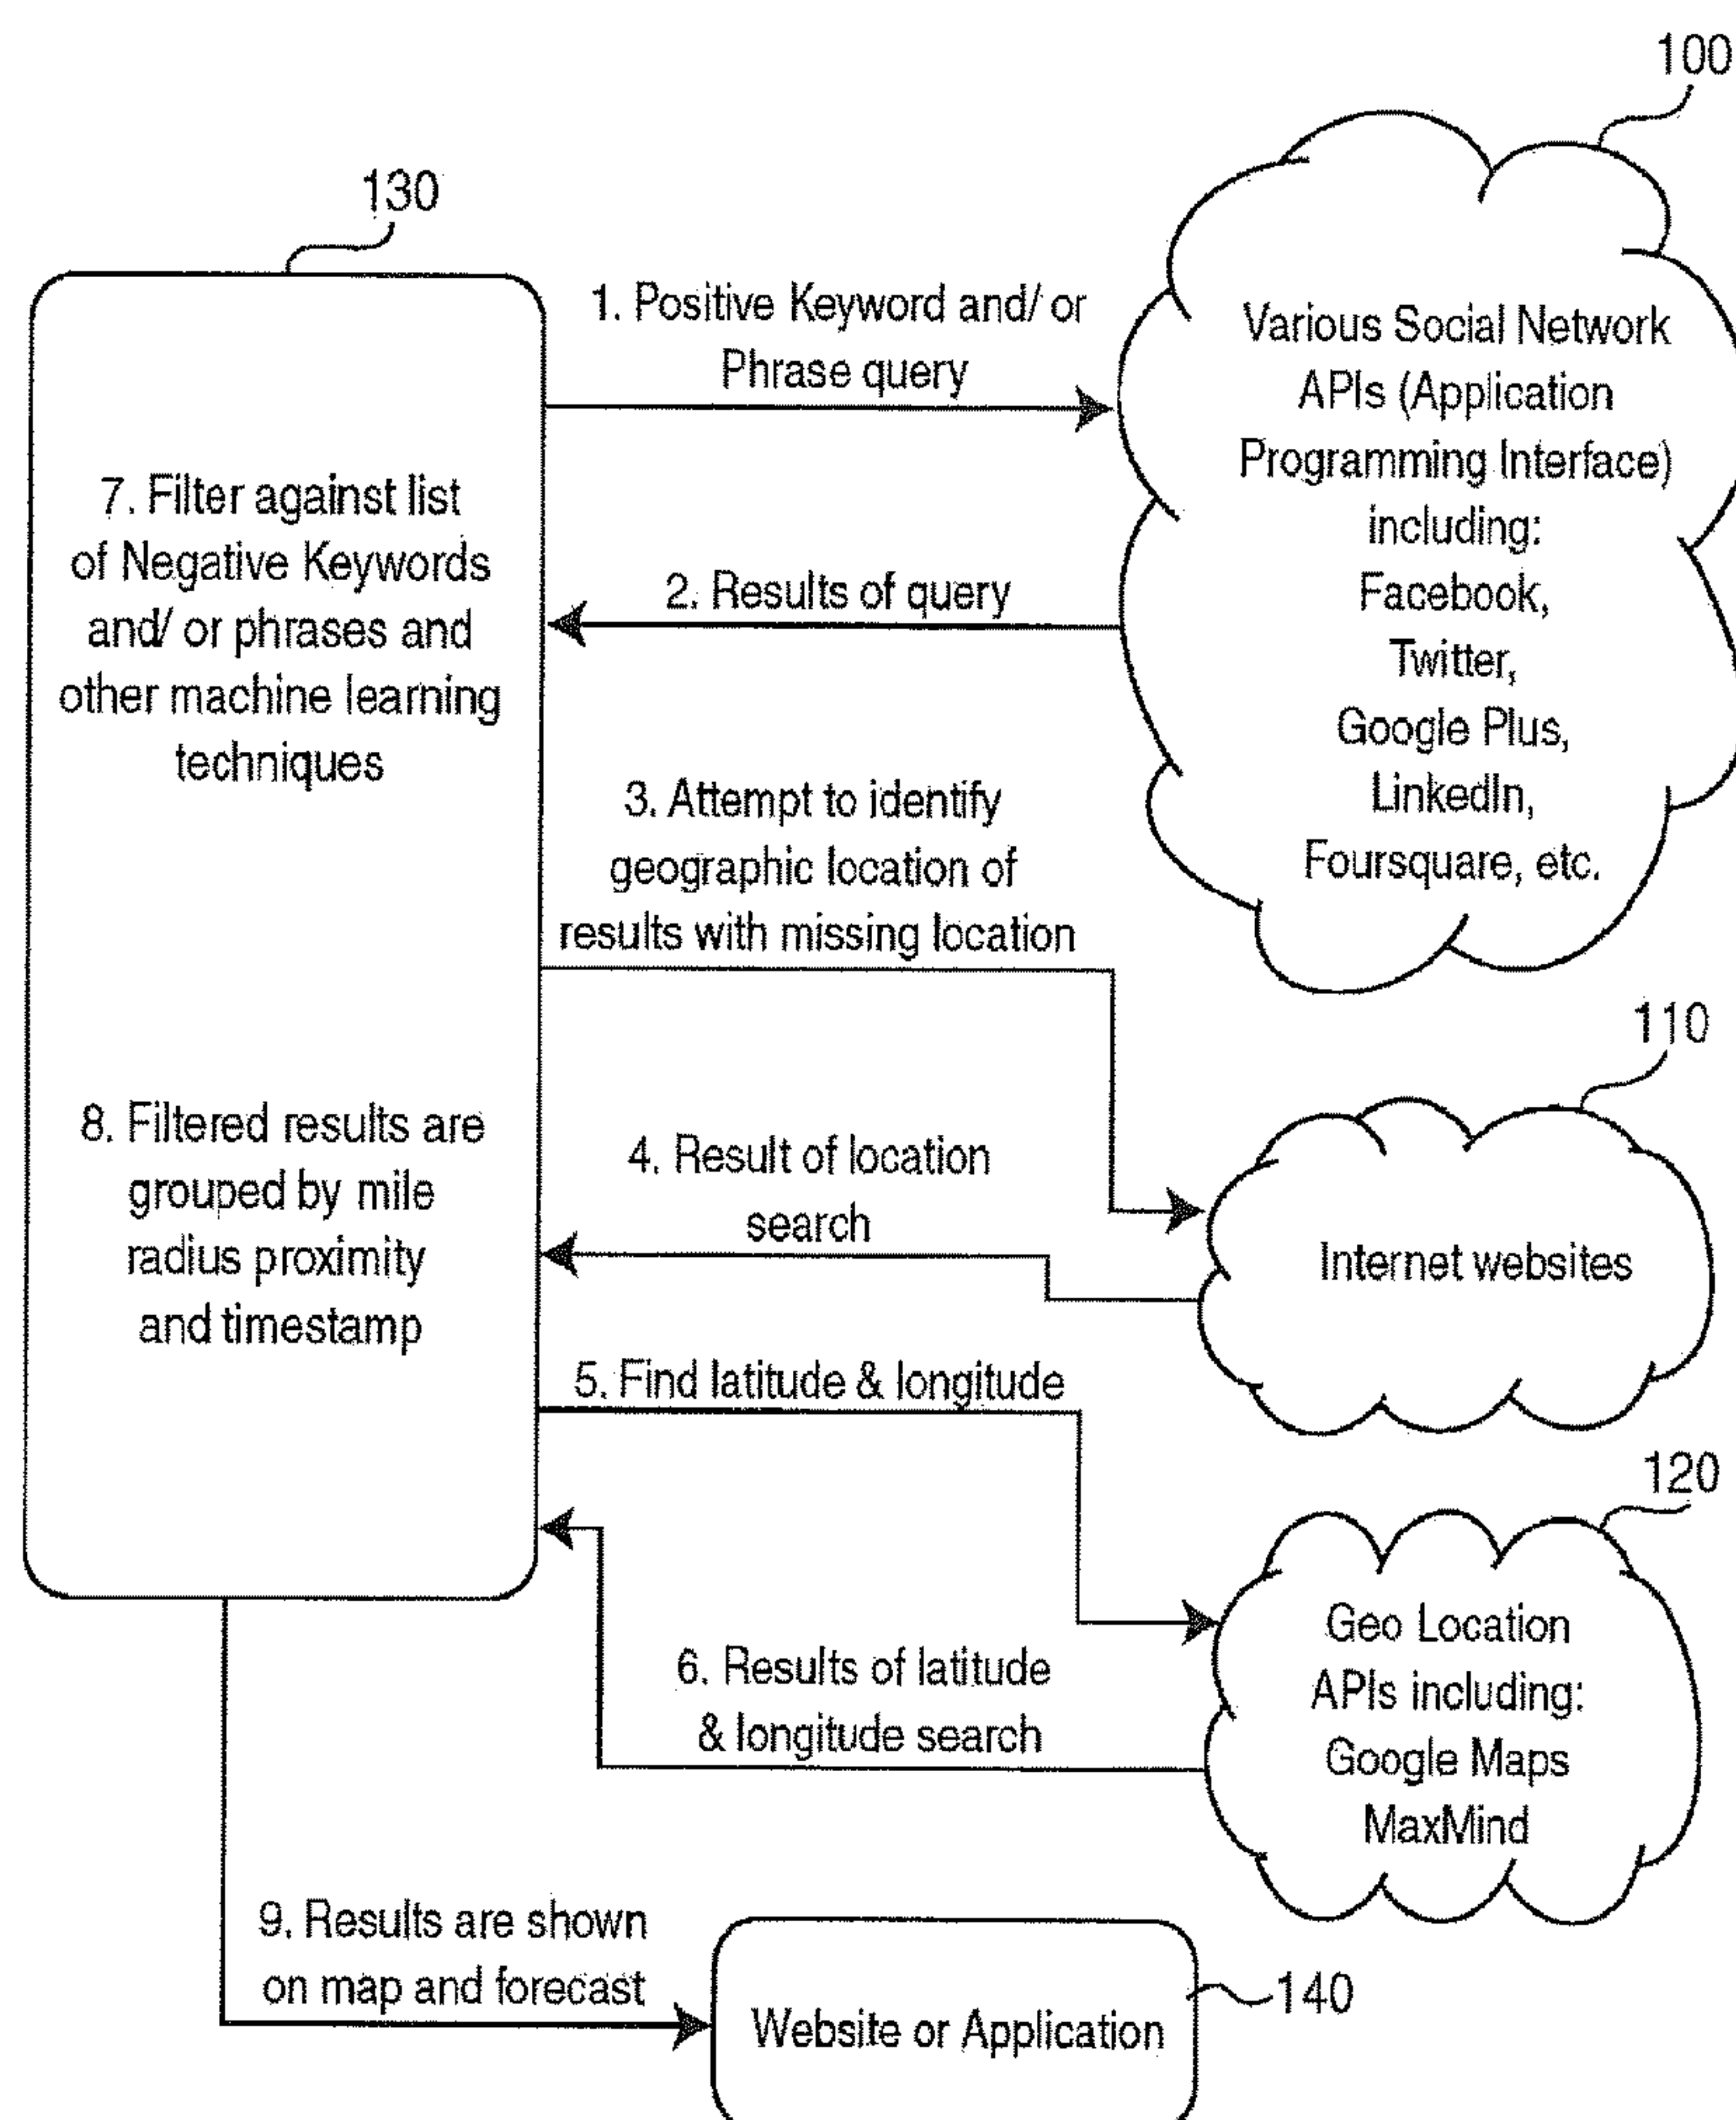 100
130
1. Positive Keyword and/ or
Phrase query
Various Social Network
APIs (Application
Programming Interface)
including:
Facebook,
Twitter,
Google Plus,
LinkedIn,
Foursquare, etc.
7. Filter against list
of Negative Keywords
and/ or phrases and
other machine learning
techniques
2. Results of query
3. Attempt to identify
geographic location of
results with missing location
110
8. Filtered results are
grouped by mile
radius proximity
and timestamp
4. Result of location
search
Internet websites
5. Find latitude & longitude
120
Geo Location
APIs including:
Google Maps
MaxMind
6. Results of latitude
& longitude search
9. Results are shown
on map and forecast
Website or Application
140